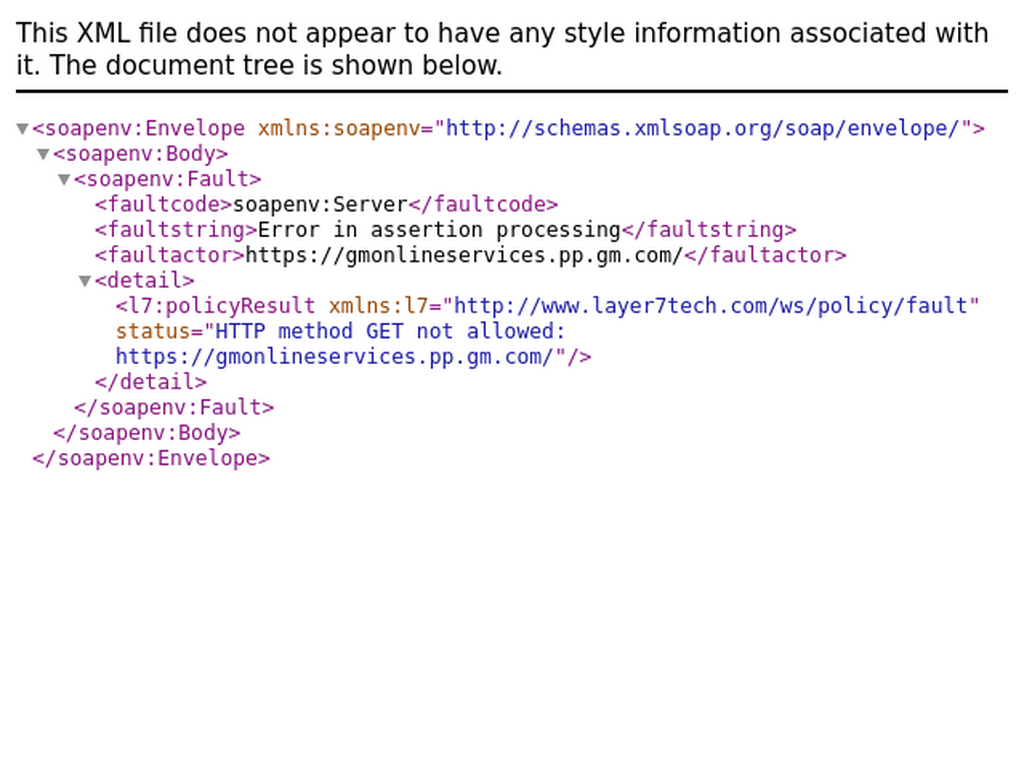 This XML file does not appear to have any style information associated with
it. The document tree is shown below.
▼<soapenv:Envelope xmlns:soapenv="http://schemas.xmlsoap.org/soap/envelope/">
▼<soapenv:Body>
▼<soapenv:Fault>
<faultcode>soapenv:Server</faultcode>
<faultstring>Error in assertion processing</faultstring>
<faultactor>https://gmonlineservices.pp.gm.com/</faultactor>
▼<detail>
<l7:policyResult xmlns:l7="http://www.layer7tech.com/ws/policy/fault"
status="HTTP method GET not allowed:
https://gmonlineservices.pp.gm.com/"/>
</detail>
</soapenv:Fault>
</soapenv:Body>
</soapenv:Envelope>